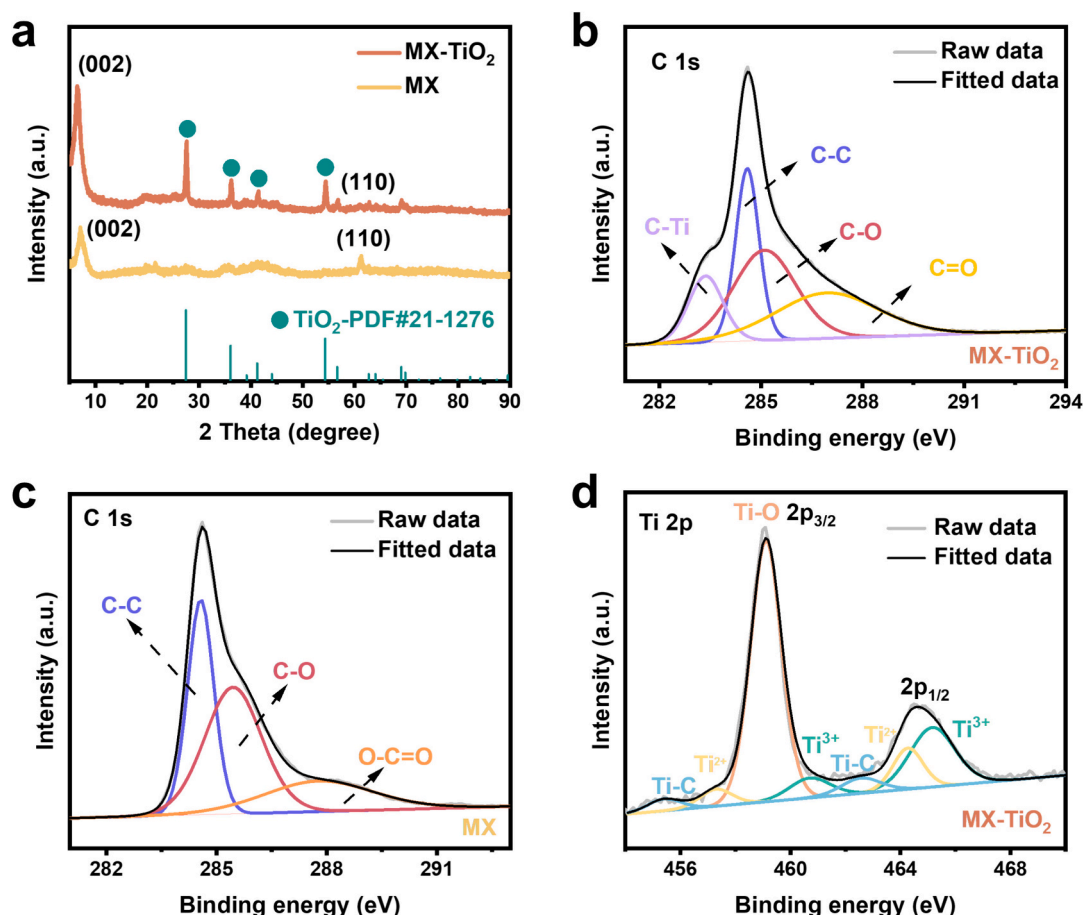 a
(002)
MX-TiO₂
MX
(110)
(002)
(110)
TiO₂-PDF#21-1276
Intensity (a.u.)
10 20 30 40 50 60 70 80 90
2 Theta (degree)
b
C 1s
Raw data
Fitted data
C-C
C-Ti
C-O
C=O
MX-TiO₂
Intensity (a.u.)
282 285 288 291 294
Binding energy (eV)
c
C 1s
Raw data
Fitted data
C-C
C-O
O-C=O
MX
Intensity (a.u.)
282 285 288 291
Binding energy (eV)
d
Ti 2p
Ti-O 2p₃/₂
Raw data
Fitted data
2p₁/₂
Ti-C
Ti²⁺
Ti³⁺
Ti-C
Ti²⁺
Ti³⁺
MX-TiO₂
Intensity (a.u.)
456 460 464 468
Binding energy (eV)